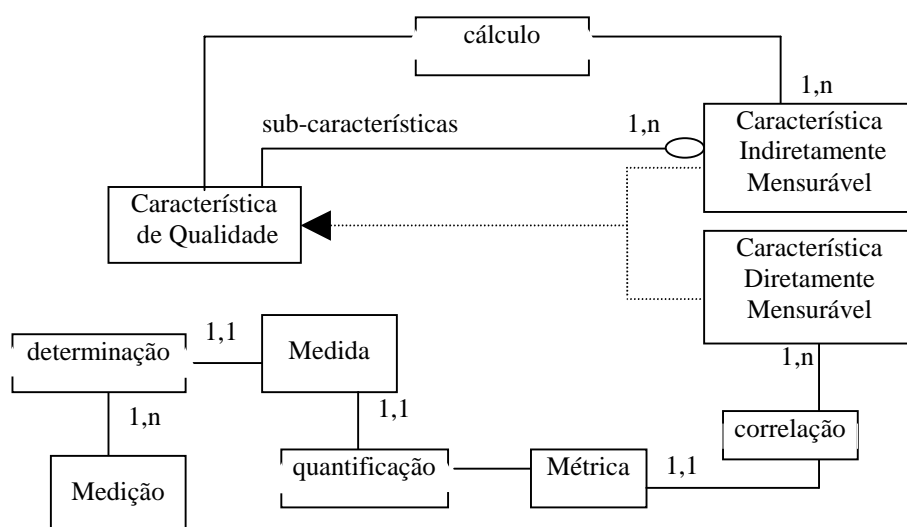 cálculo
1,n
sub-características
1,n
Característica
Indiretamente
Mensurável
Característica
de Qualidade
Característica
Diretamente
Mensurável
determinação
1,1
Medida
1,n
1,n
1,1
correlação
quantificação
Métrica
1,1
Medição